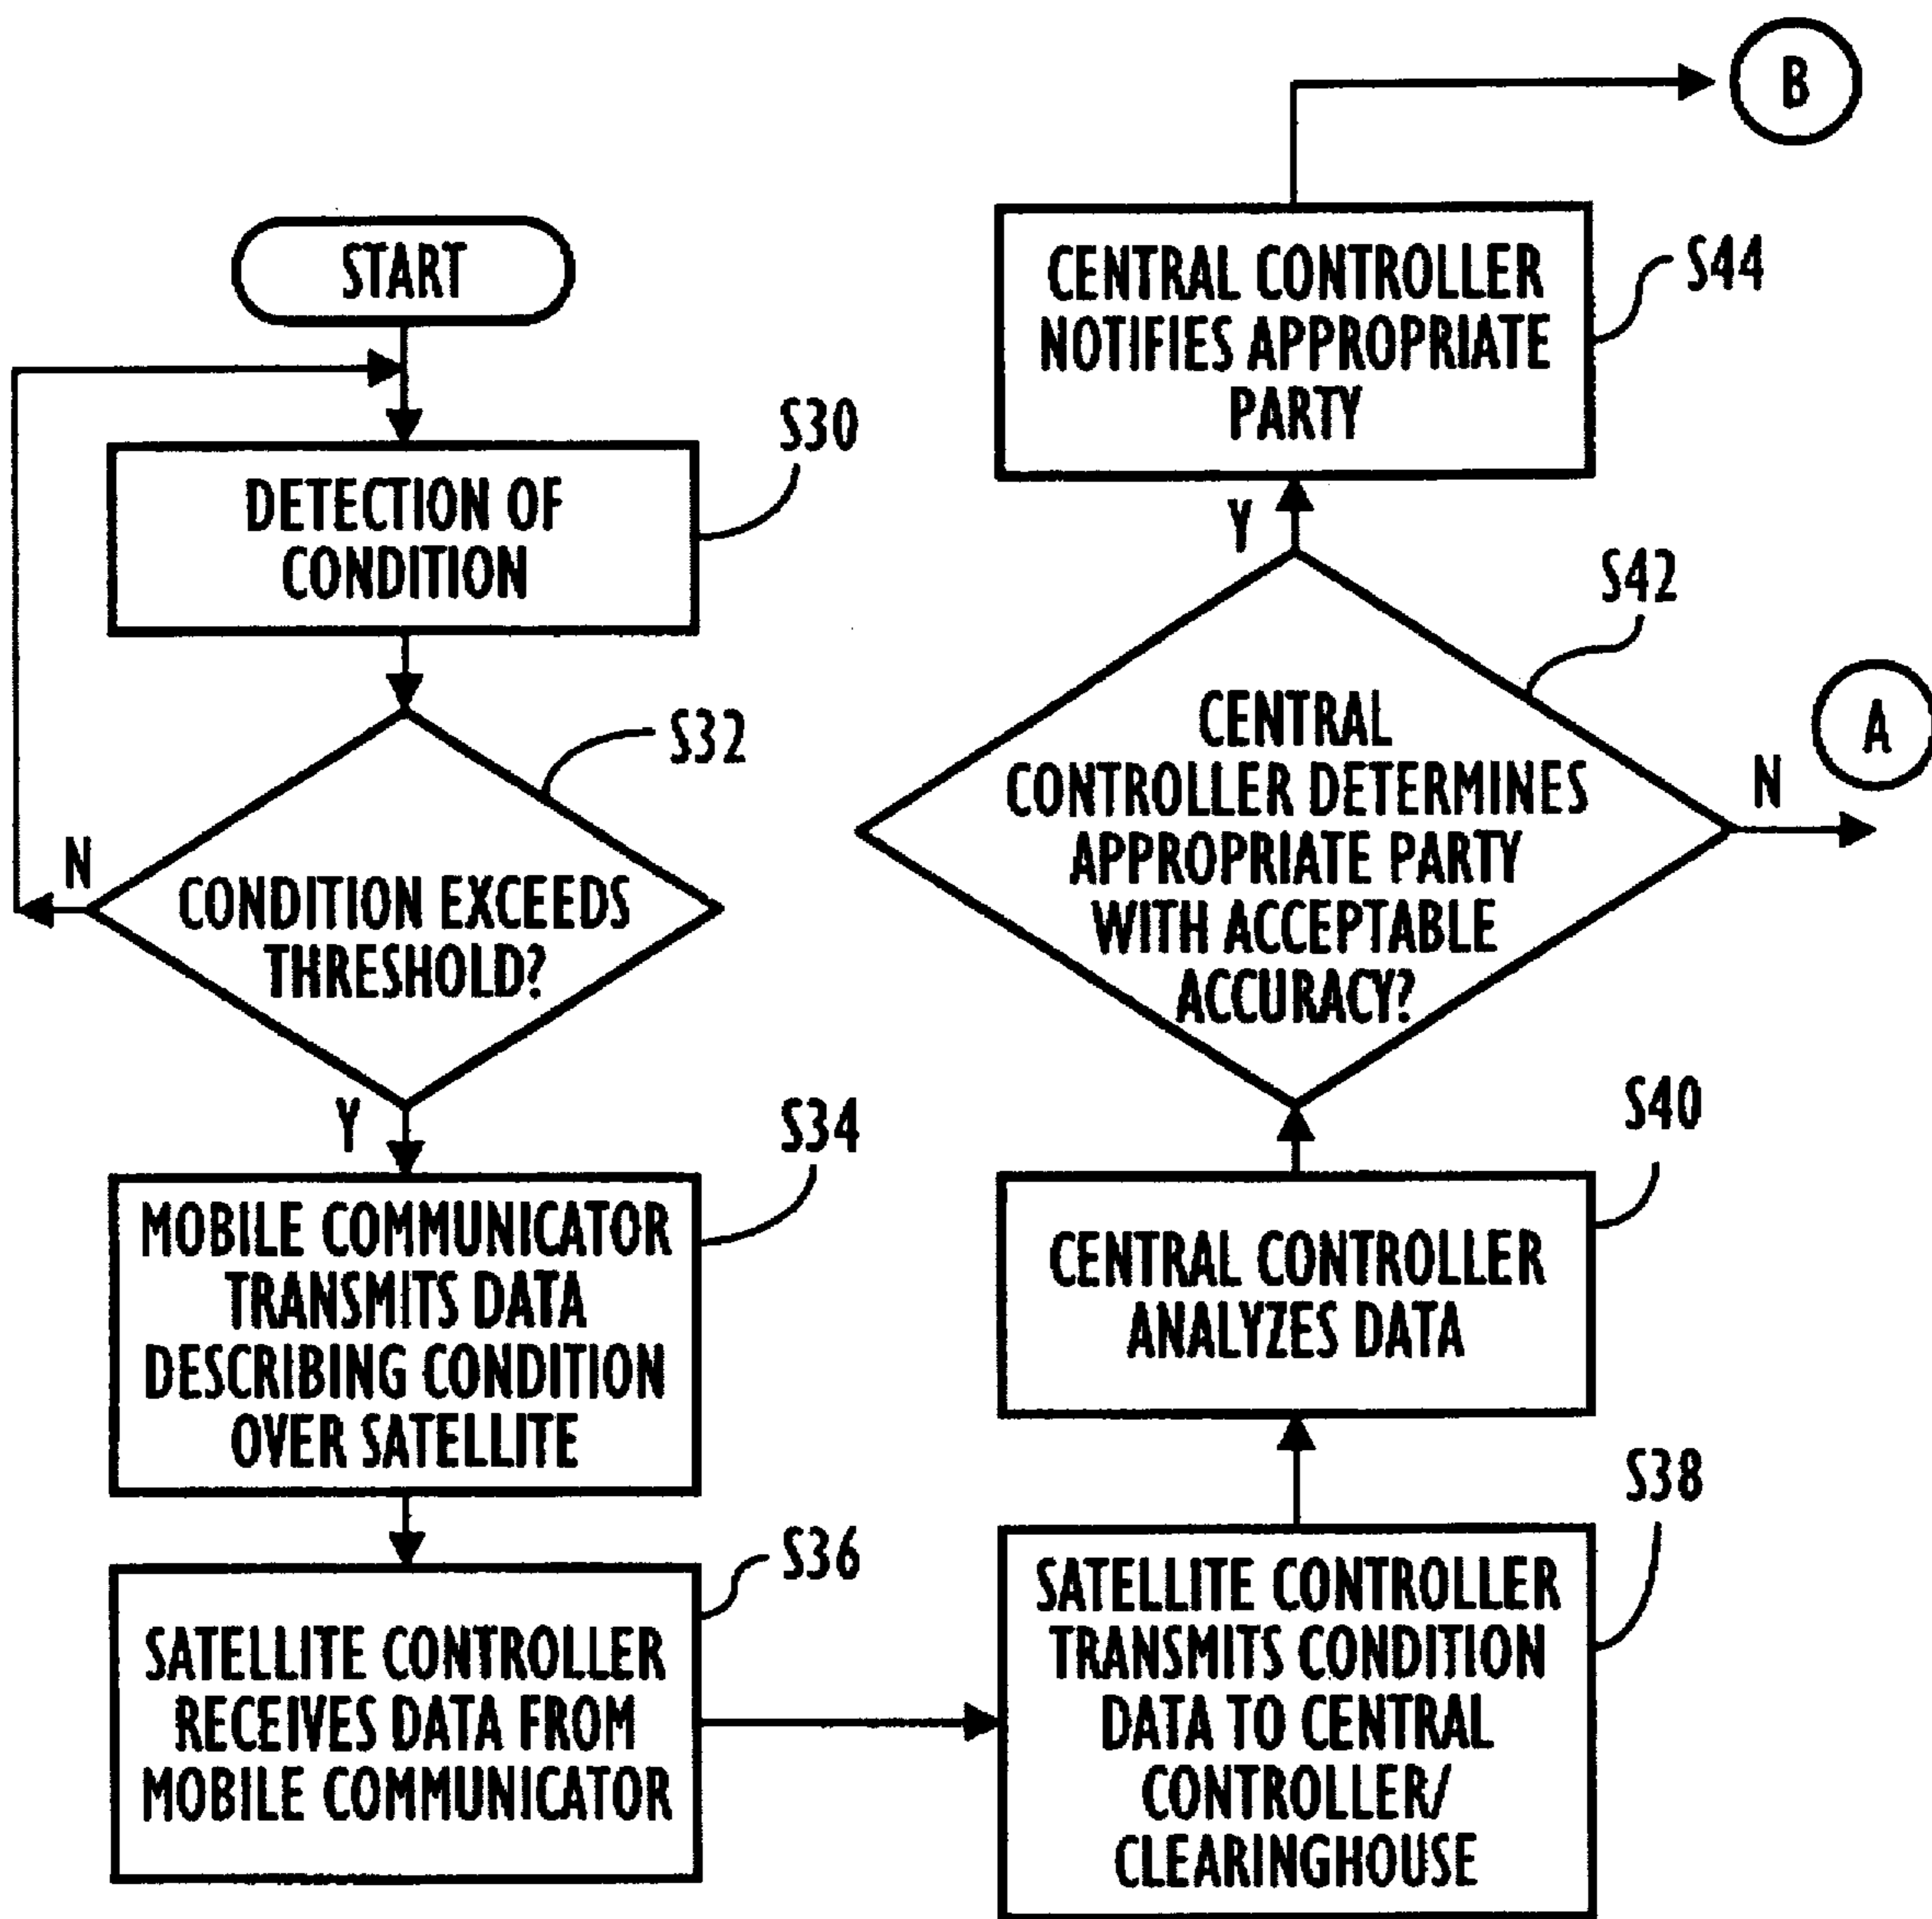 START
S30
DETECTION OF
CONDITION
S32
N
CONDITION EXCEEDS
THRESHOLD?
Y
S34
MOBILE COMMUNICATOR
TRANSMITS DATA
DESCRIBING CONDITION
OVER SATELLITE
S36
SATELLITE CONTROLLER
RECEIVES DATA FROM
MOBILE COMMUNICATOR
S38
SATELLITE CONTROLLER
TRANSMITS CONDITION
DATA TO CENTRAL
CONTROLLER/
CLEARINGHOUSE
S40
CENTRAL CONTROLLER
ANALYZES DATA
S42
CENTRAL
CONTROLLER DETERMINES
APPROPRIATE PARTY
WITH ACCEPTABLE
ACCURACY?
N
A
Y
S44
CENTRAL CONTROLLER
NOTIFIES APPROPRIATE
PARTY
B